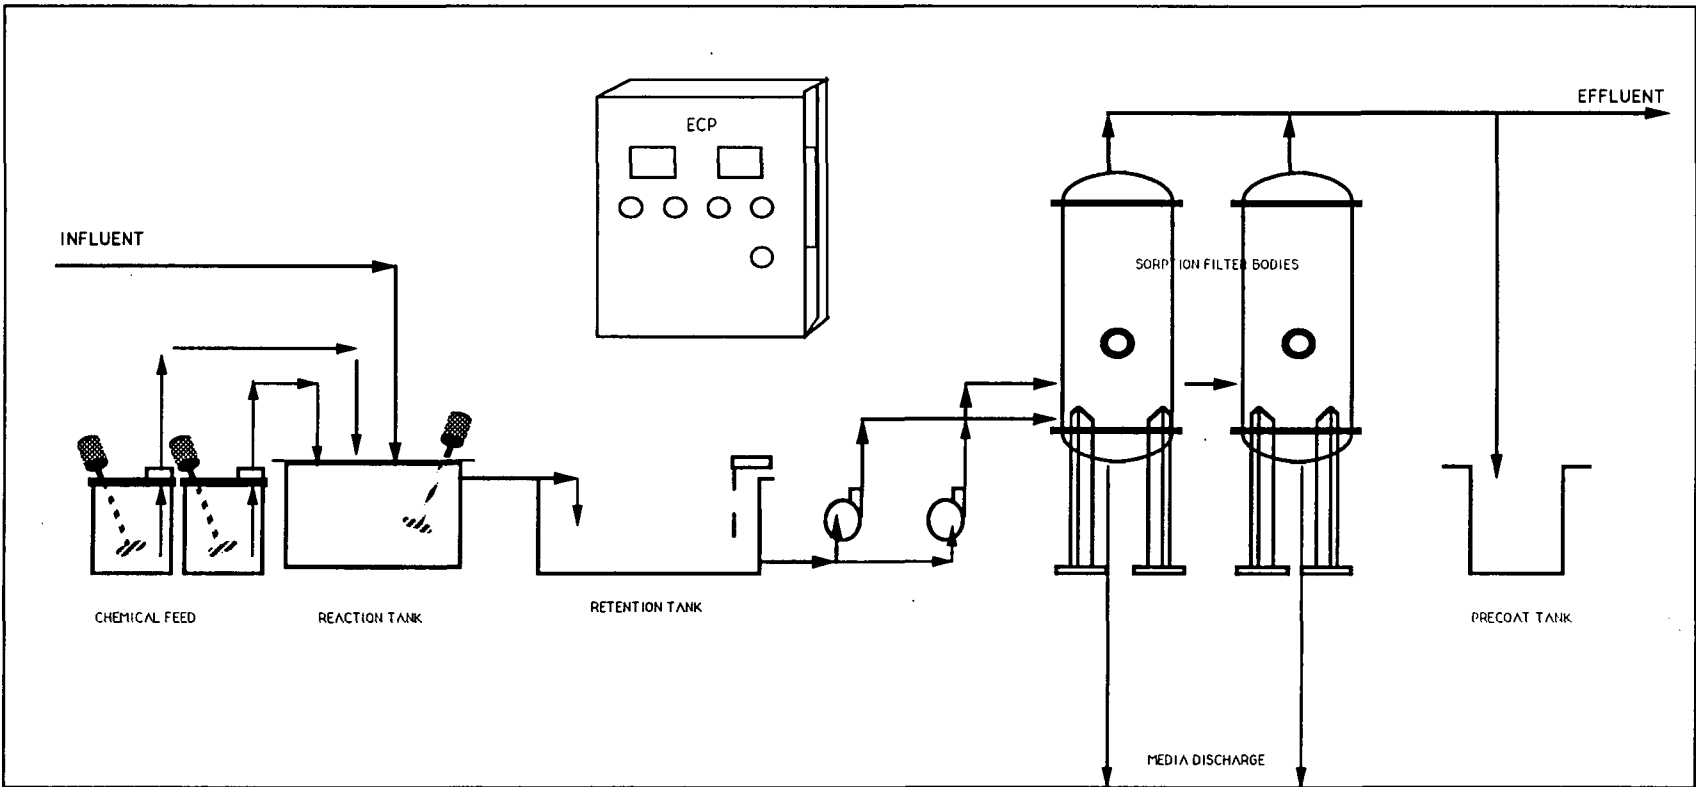 ECP
EFFLUENT
INFLUENT
SORPTION FILTER BODIES
CHEMICAL FEED
REACTION TANK
RETENTION TANK
PRECOAT TANK
MEDIA DISCHARGE